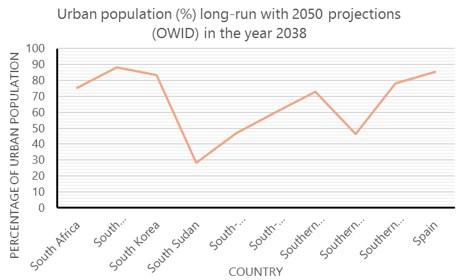 Urban population (%) long-run with 2050 projections
(OWID) in the year 2038
PERCENTAGE OF URBAN POPULATION
100
90
80
70
60
50
40
30
20
10
0
South Africa
South...
South Korea
South Sudan
South-...
South-...
Southern...
Southern...
Southern...
Spain
COUNTRY